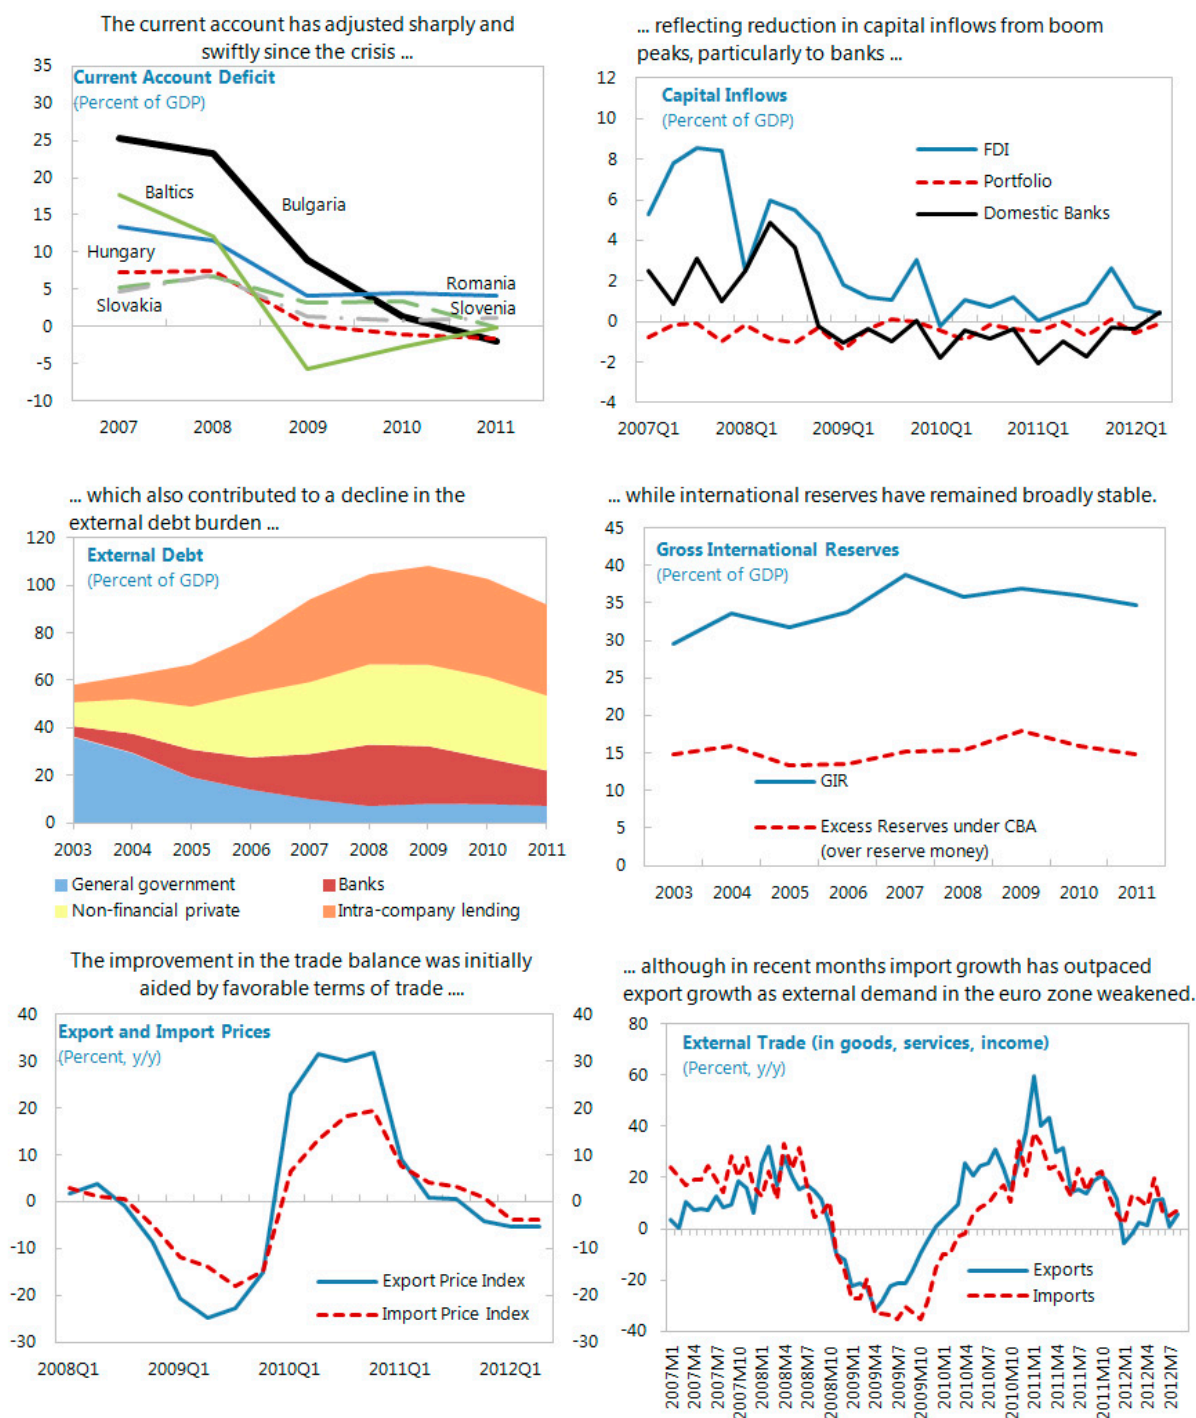 The current account has adjusted sharply and
swiftly since the crisis ...
35
30
25
20
15
10
5
0
-5
-10
Current Account Deficit
(Percent of GDP)
Baltics
Bulgaria
Hungary
Slovakia
Romania
Slovenia
2007 2008 2009 2010 2011
... reflecting reduction in capital inflows from boom
peaks, particularly to banks ...
12
10
8
6
4
2
0
-2
-4
Capital Inflows
(Percent of GDP)
FDI
Portfolio
Domestic Banks
2007Q1 2008Q1 2009Q1 2010Q1 2011Q1 2012Q1
... which also contributed to a decline in the
external debt burden ...
120
100
80
60
40
20
0
External Debt
(Percent of GDP)
2003 2004 2005 2006 2007 2008 2009 2010 2011
General government Banks
Non-financial private Intra-company lending
... while international reserves have remained broadly stable.
45
40
35
30
25
20
15
10
5
0
Gross International Reserves
(Percent of GDP)
GIR
Excess Reserves under CBA
(over reserve money)
2003 2004 2005 2006 2007 2008 2009 2010 2011
The improvement in the trade balance was initially
aided by favorable terms of trade ....
40 40
30 30
20 20
10 10
0 0
-10 -10
-20 -20
-30 -30
Export and Import Prices
(Percent, y/y)
Export Price Index
Import Price Index
2008Q1 2009Q1 2010Q1 2011Q1 2012Q1
... although in recent months import growth has outpaced
export growth as external demand in the euro zone weakened.
80
60
40
20
0
-20
-40
External Trade (in goods, services, income)
(Percent, y/y)
Exports
Imports
2007M1
2007M4
2007M7
2007M10
2008M1
2008M4
2008M7
2008M10
2009M1
2009M4
2009M7
2009M10
2010M1
2010M4
2010M7
2010M10
2011M1
2011M4
2011M7
2011M10
2012M1
2012M4
2012M7